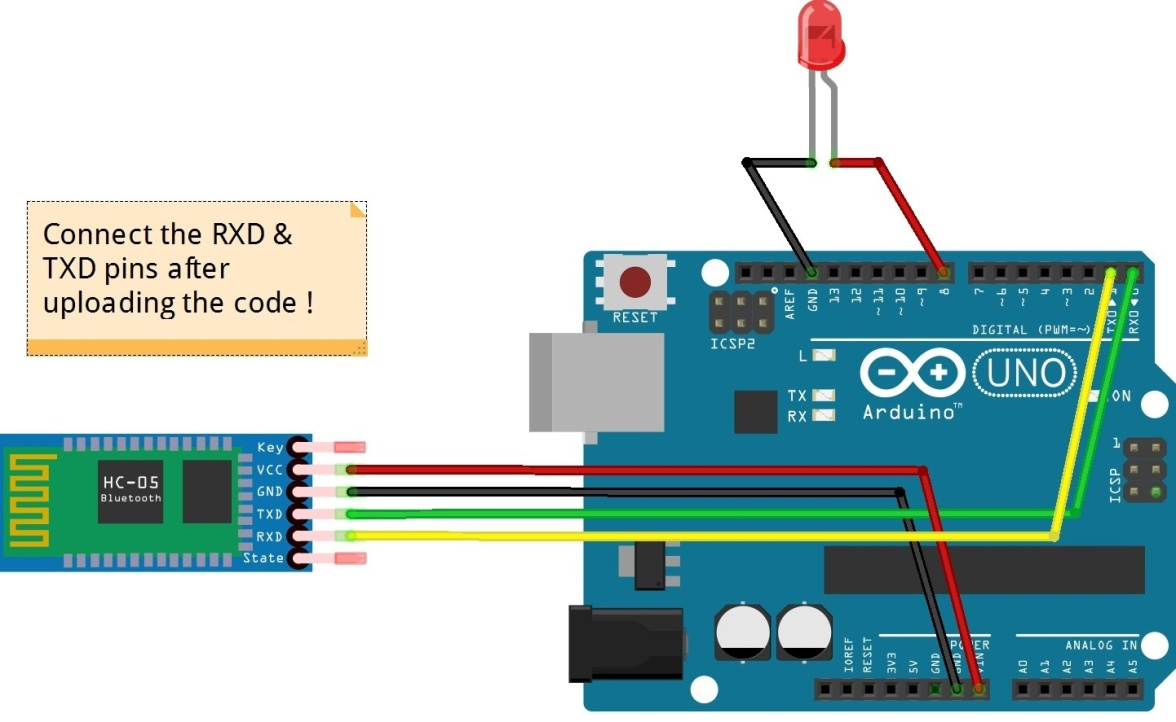 Connect the RXD &
TXD pins after
uploading the code !
RESET
ICSP2
AREF
GND
13
12
~11
~10
~9
8
7
~6
~5
4
~3
2
TX0▶
RX0◀
DIGITAL (PWM=~)
L
TX
RX
UNO
Arduino™
ON
1
ICSP
HC-05
Bluetooth
Key
VCC
GND
TXD
RXD
State
POWER
ANALOG IN
IOREF
RESET
3V3
5V
GND
GND
VIN
A0
A1
A2
A3
A4
A5